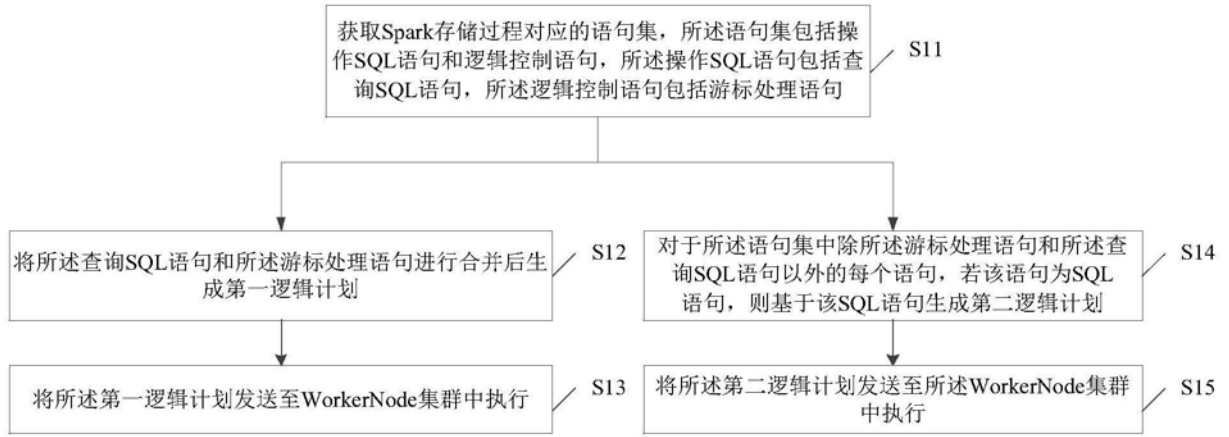 获取Spark存储过程对应的语句集，所述语句集包括操
作SQL语句和逻辑控制语句，所述操作SQL语句包括查
询SQL语句，所述逻辑控制语句包括游标处理语句
S11
将所述查询SQL语句和所述游标处理语句进行合并后生
成第一逻辑计划
S12
对于所述语句集中除所述游标处理语句和所述查
询SQL语句以外的每个语句，若该语句为SQL
语句，则基于该SQL语句生成第二逻辑计划
S14
将所述第一逻辑计划发送至WorkerNode集群中执行
S13
将所述第二逻辑计划发送至所述WorkerNode集群
中执行
S15